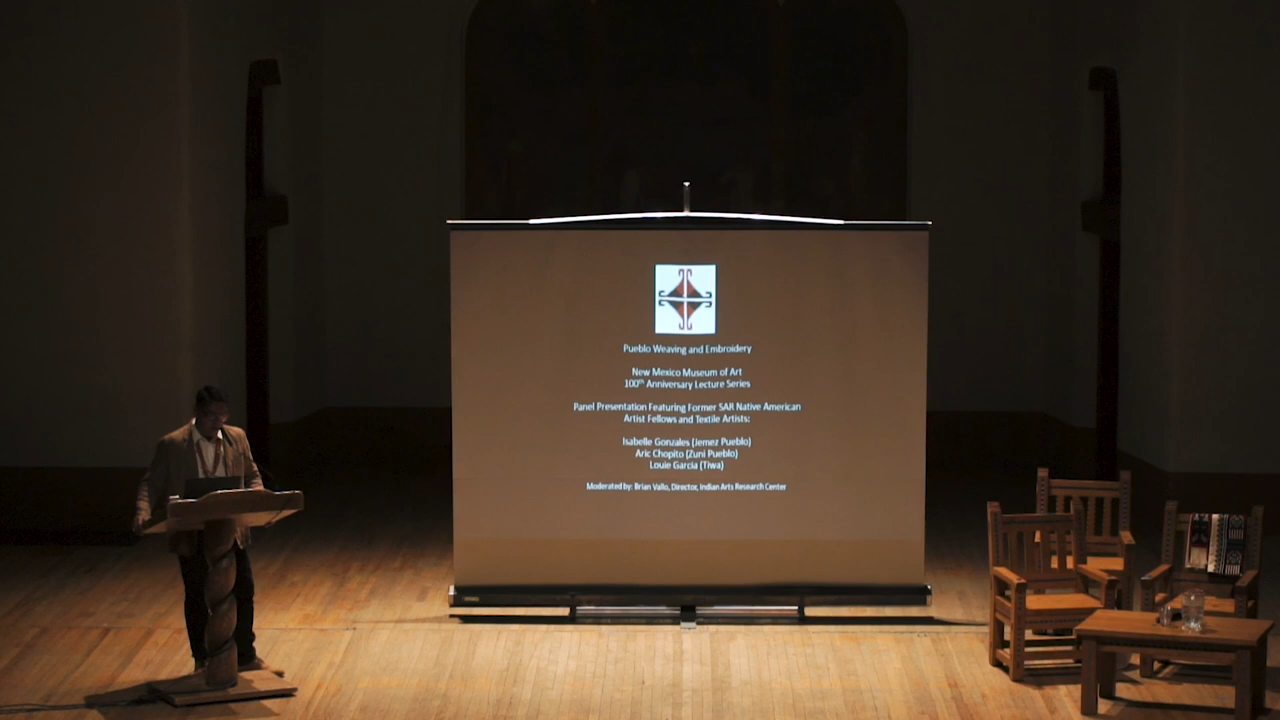 Pueblo Weaving and Embroidery
New Mexico Museum of Art
100th Anniversary Lecture Series
Panel Presentation Featuring Former SAR Native American
Artist Fellows and Textile Artists:
Isabelle Gonzales (Jemez Pueblo)
Aric Chopito (Zuni Pueblo)
Louie Garcia (Tiwa)
Moderated by: Brian Vallo, Director, Indian Arts Research Center